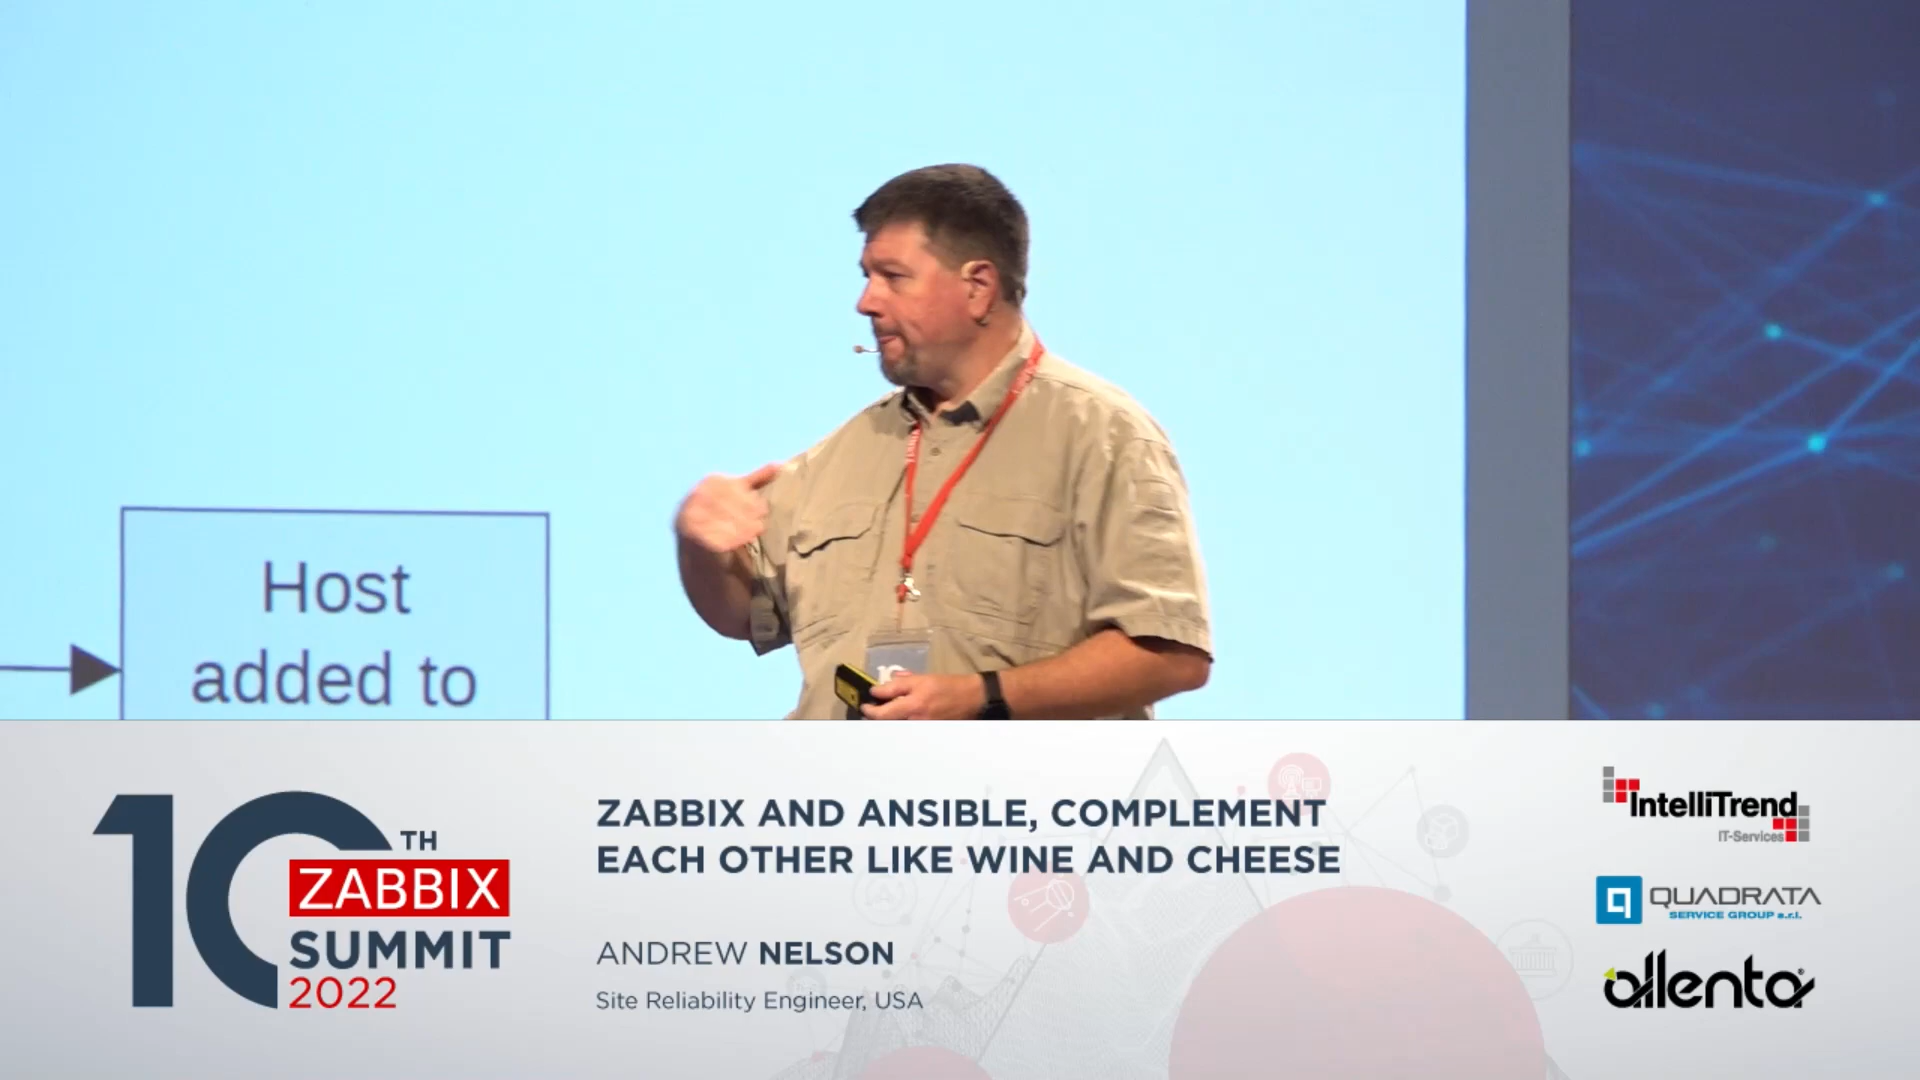 Host
added to
10
TH
ZABBIX
SUMMIT
2022
ZABBIX AND ANSIBLE, COMPLEMENT
EACH OTHER LIKE WINE AND CHEESE
ANDREW NELSON
Site Reliability Engineer, USA
IntelliTrend
IT-Services
QUADRATA
SERVICE GROUP s.r.l.
allenta